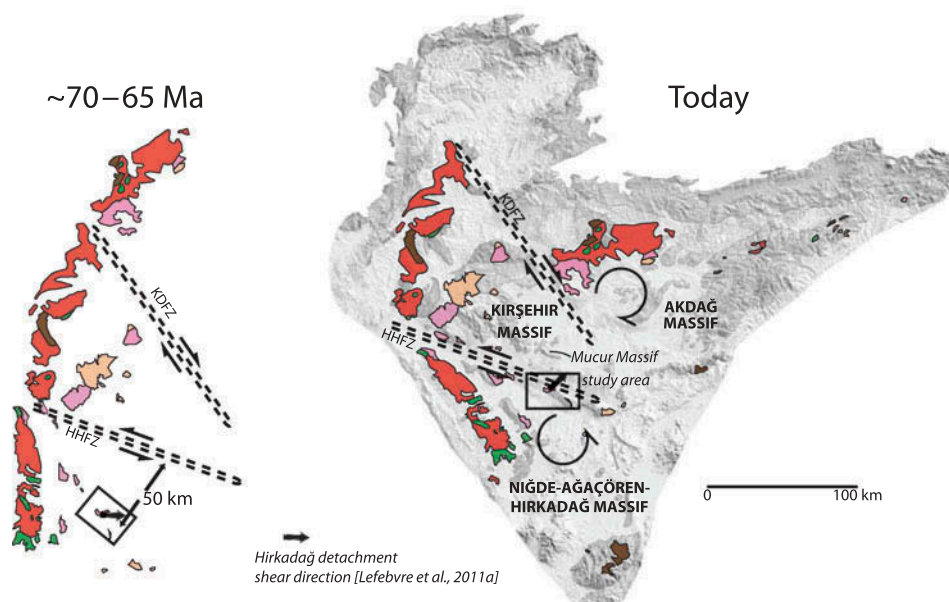 ~70–65 Ma
Today
KDFZ
HHFZ
50 km
KDFZ
KIRŞEHIR
MASSIF
AKDAĞ
MASSIF
HHFZ
Mucur Massif
study area
NIĞDE-AĞAÇÖREN-
HIRKADAĞ MASSIF
0
100 km
Hirkadağ detachment
shear direction [Lefebvre et al., 2011a]